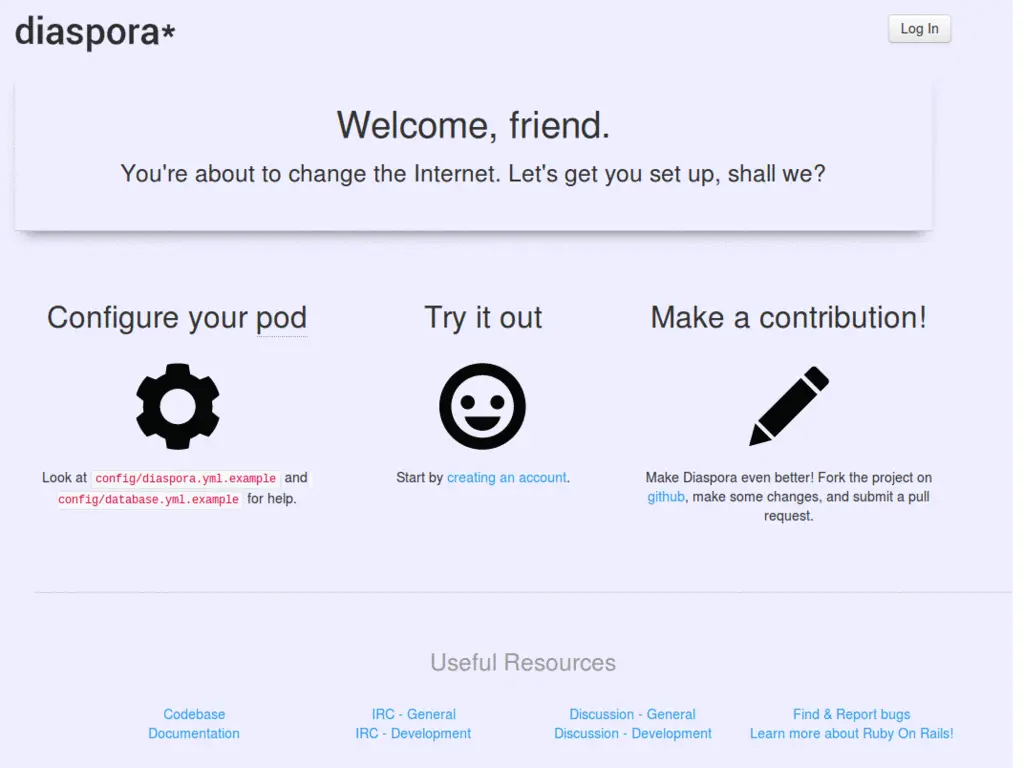 diaspora*
Log In
Welcome, friend.
You're about to change the Internet. Let's get you set up, shall we?
Configure your pod
Look at config/diaspora.yml.example and
config/database.yml.example for help.
Try it out
Start by creating an account.
Make a contribution!
Make Diaspora even better! Fork the project on
github, make some changes, and submit a pull
request.
Useful Resources
Codebase
Documentation
IRC - General
IRC - Development
Discussion - General
Discussion - Development
Find & Report bugs
Learn more about Ruby On Rails!